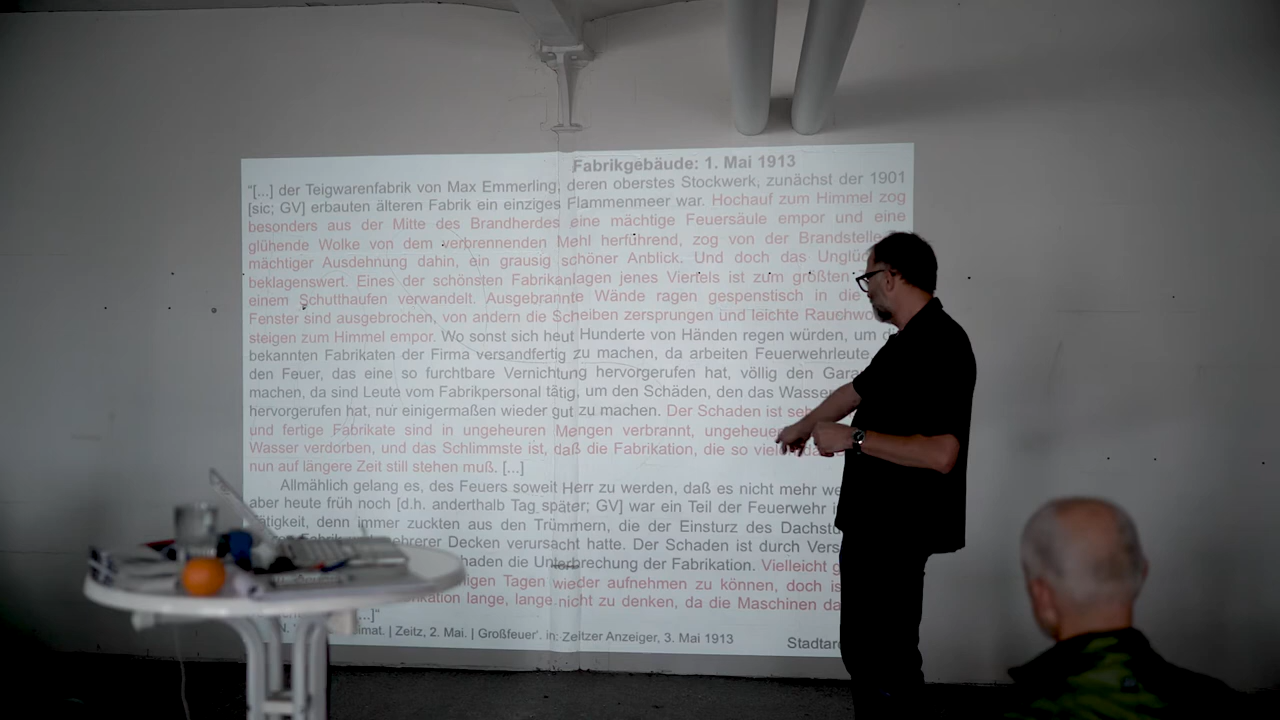 Fabrikgebäude: 1. Mai 1913
"[...] der Teigwarenfabrik von Max Emmerling, deren oberstes Stockwerk, zunächst der 1901
[sic; GV] erbauten älteren Fabrik ein einziges Flammenmeer war. Hochauf zum Himmel zog
besonders aus der Mitte des Brandherdes eine mächtige Feuersäule empor und eine
glühende Wolke von dem verbrennenden Mehl herführend, zog von der Brandstelle
mächtiger Ausdehnung dahin, ein grausig schöner Anblick. Und doch das Unglüc
beklagenswert. Eines der schönsten Fabrikanlagen jenes Viertels ist zum größten
einem Schutthaufen verwandelt. Ausgebrannte Wände ragen gespenstisch in die
Fenster sind ausgebrochen, von andern die Scheiben zersprungen und leichte Rauchwo
steigen zum Himmel empor. Wo sonst sich heut Hunderte von Händen regen würden, um di
bekannten Fabrikaten der Firma versandfertig zu machen, da arbeiten Feuerwehrleute
den Feuer, das eine so furchtbare Vernichtung hervorgerufen hat, völlig den Gara
machen, da sind Leute vom Fabrikpersonal tätig, um den Schäden, den das Wasser
hervorgerufen hat, nur einigermaßen wieder gut zu machen. Der Schaden ist seh
und fertige Fabrikate sind in ungeheuren Mengen verbrannt, ungeheue
Wasser verdorben, und das Schlimmste ist, daß die Fabrikation, die so viel
nun auf längere Zeit still stehen muß. [...]
Allmählich gelang es, des Feuers soweit Herr zu werden, daß es nicht mehr we
aber heute früh noch [d.h. anderthalb Tag später; GV] war ein Teil der Feuerwehr i
Tätigkeit, denn immer zuckten aus den Trümmern, die der Einsturz des Dachstu
mehrerer Decken verursacht hatte. Der Schaden ist durch Vers
haden die Unterbrechung der Fabrikation. Vielleicht g
nigen Tagen wieder aufnehmen zu können, doch is
kation lange, lange nicht zu denken, da die Maschinen da
...]"
eimat. | Zeitz, 2. Mai. | Großfeuer'. in: Zeitzer Anzeiger, 3. Mai 1913 Stadtar